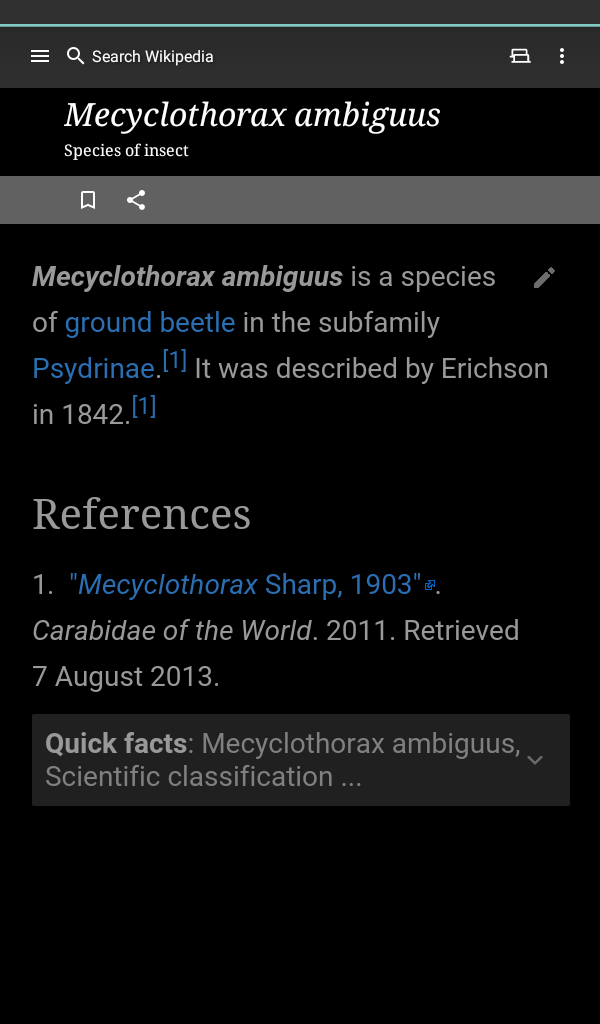 Search Wikipedia
Mecyclothorax ambiguus
Species of insect
Mecyclothorax ambiguus is a species
of ground beetle in the subfamily
Psydrinae.[1] It was described by Erichson
in 1842.[1]
References
1. "Mecyclothorax Sharp, 1903".
Carabidae of the World. 2011. Retrieved
7 August 2013.
Quick facts: Mecyclothorax ambiguus,
Scientific classification ...